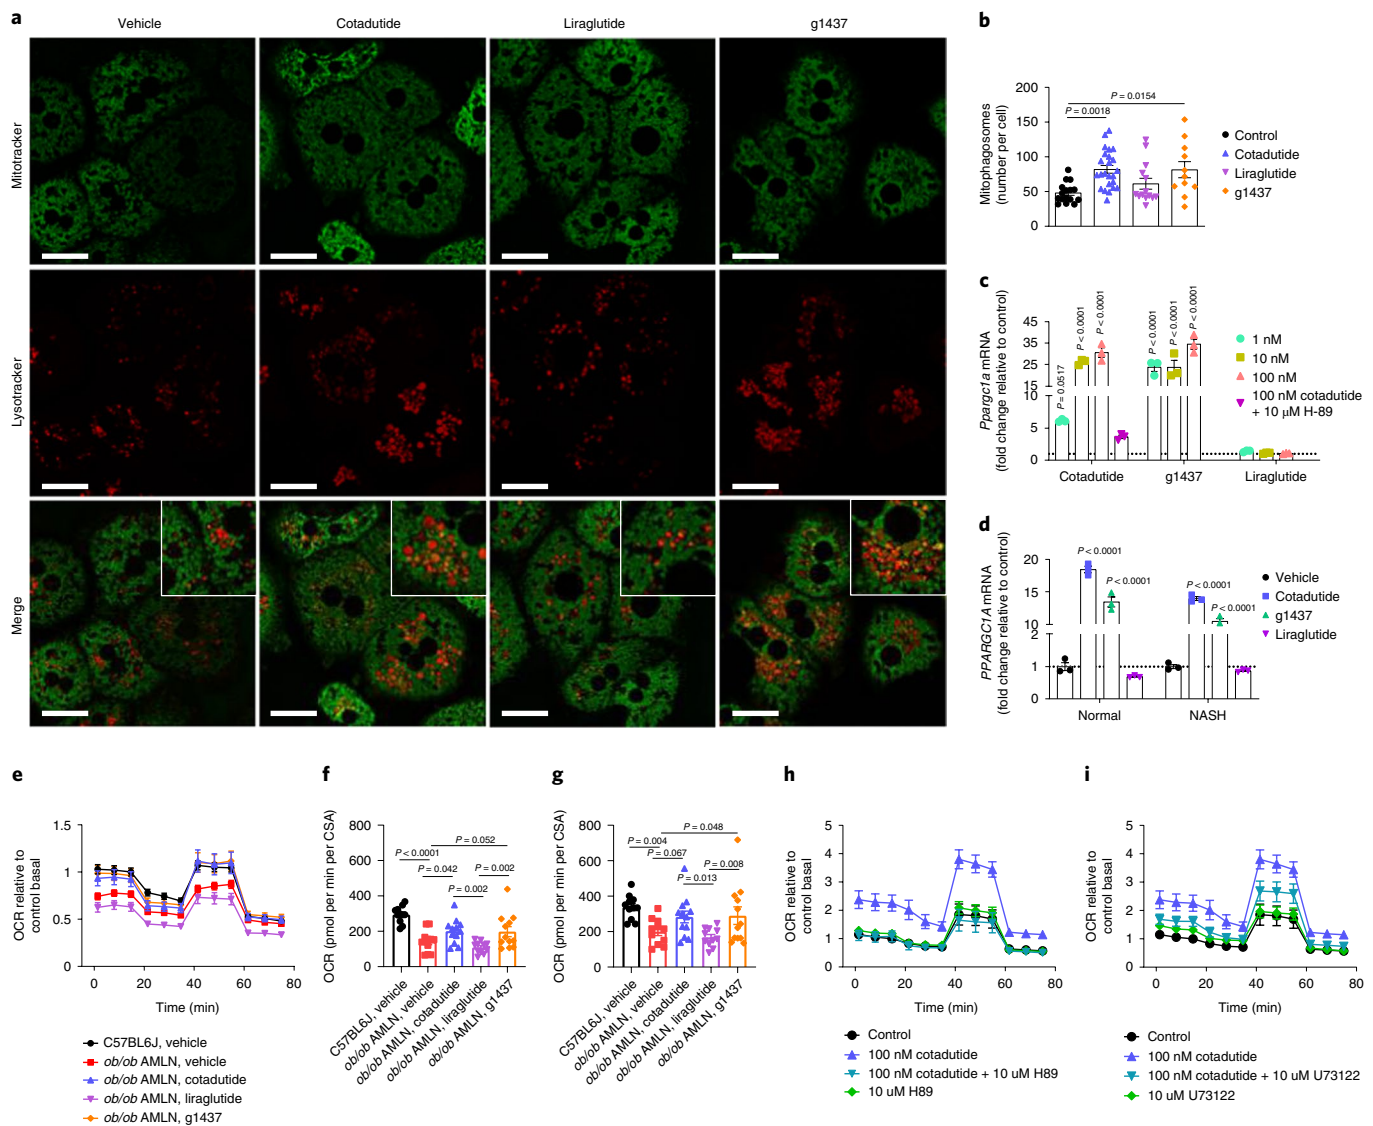 a
Vehicle
Cotadutide
Liraglutide
g1437
Mitotracker
Lysotracker
Merge
b
Mitophagosomes
(number per cell)
200
150
100
50
0
P = 0.0154
P = 0.0018
Control
Cotadutide
Liraglutide
g1437
c
Ppargc1a mRNA
(fold change relative to control)
45
35
25
15
10
5
0
P = 0.0517
P < 0.0001
P < 0.0001
P < 0.0001
P < 0.0001
P < 0.0001
Cotadutide
g1437
Liraglutide
1 nM
10 nM
100 nM
100 nM cotadutide
+ 10 μM H-89
d
PPARGC1A mRNA
(fold change relative to control)
20
15
10
2
1
0
P < 0.0001
P < 0.0001
P < 0.0001
P < 0.0001
Normal
NASH
Vehicle
Cotadutide
g1437
Liraglutide
e
OCR relative to
control basal
1.5
1
0.5
0
0
20
40
60
80
Time (min)
C57BL6J, vehicle
ob/ob AMLN, vehicle
ob/ob AMLN, cotadutide
ob/ob AMLN, liraglutide
ob/ob AMLN, g1437
f
OCR (pmol per min per CSA)
800
600
400
200
0
P = 0.052
P < 0.0001
P = 0.042
P = 0.002
P = 0.002
C57BL6J, vehicle
ob/ob AMLN, vehicle
ob/ob AMLN, cotadutide
ob/ob AMLN, liraglutide
ob/ob AMLN, g1437
g
OCR (pmol per min per CSA)
800
600
400
200
0
P = 0.048
P = 0.004
P = 0.067
P = 0.008
P = 0.013
C57BL6J, vehicle
ob/ob AMLN, vehicle
ob/ob AMLN, cotadutide
ob/ob AMLN, liraglutide
ob/ob AMLN, g1437
h
OCR relative to
control basal
5
4
3
2
1
0
0
20
40
60
80
Time (min)
Control
100 nM cotadutide
100 nM cotadutide + 10 uM H89
10 uM H89
i
OCR relative to
control basal
5
4
3
2
1
0
0
20
40
60
80
Time (min)
Control
100 nM cotadutide
100 nM cotadutide + 10 uM U73122
10 uM U73122